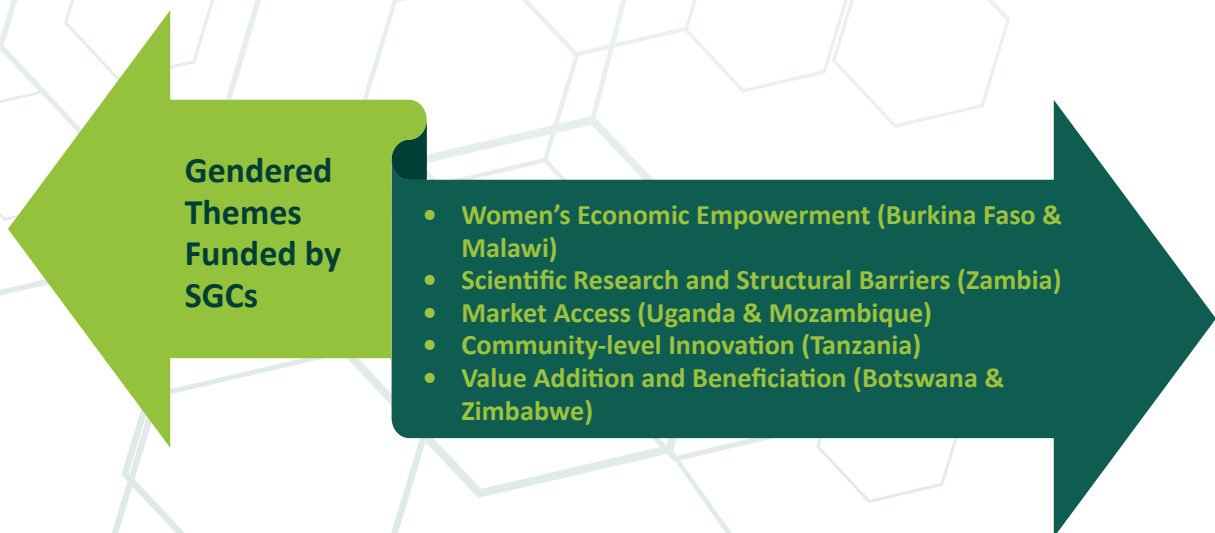 Gendered
Themes
Funded by
SGCs
• Women’s Economic Empowerment (Burkina Faso &
Malawi)
• Scientific Research and Structural Barriers (Zambia)
• Market Access (Uganda & Mozambique)
• Community-level Innovation (Tanzania)
• Value Addition and Beneficiation (Botswana &
Zimbabwe)